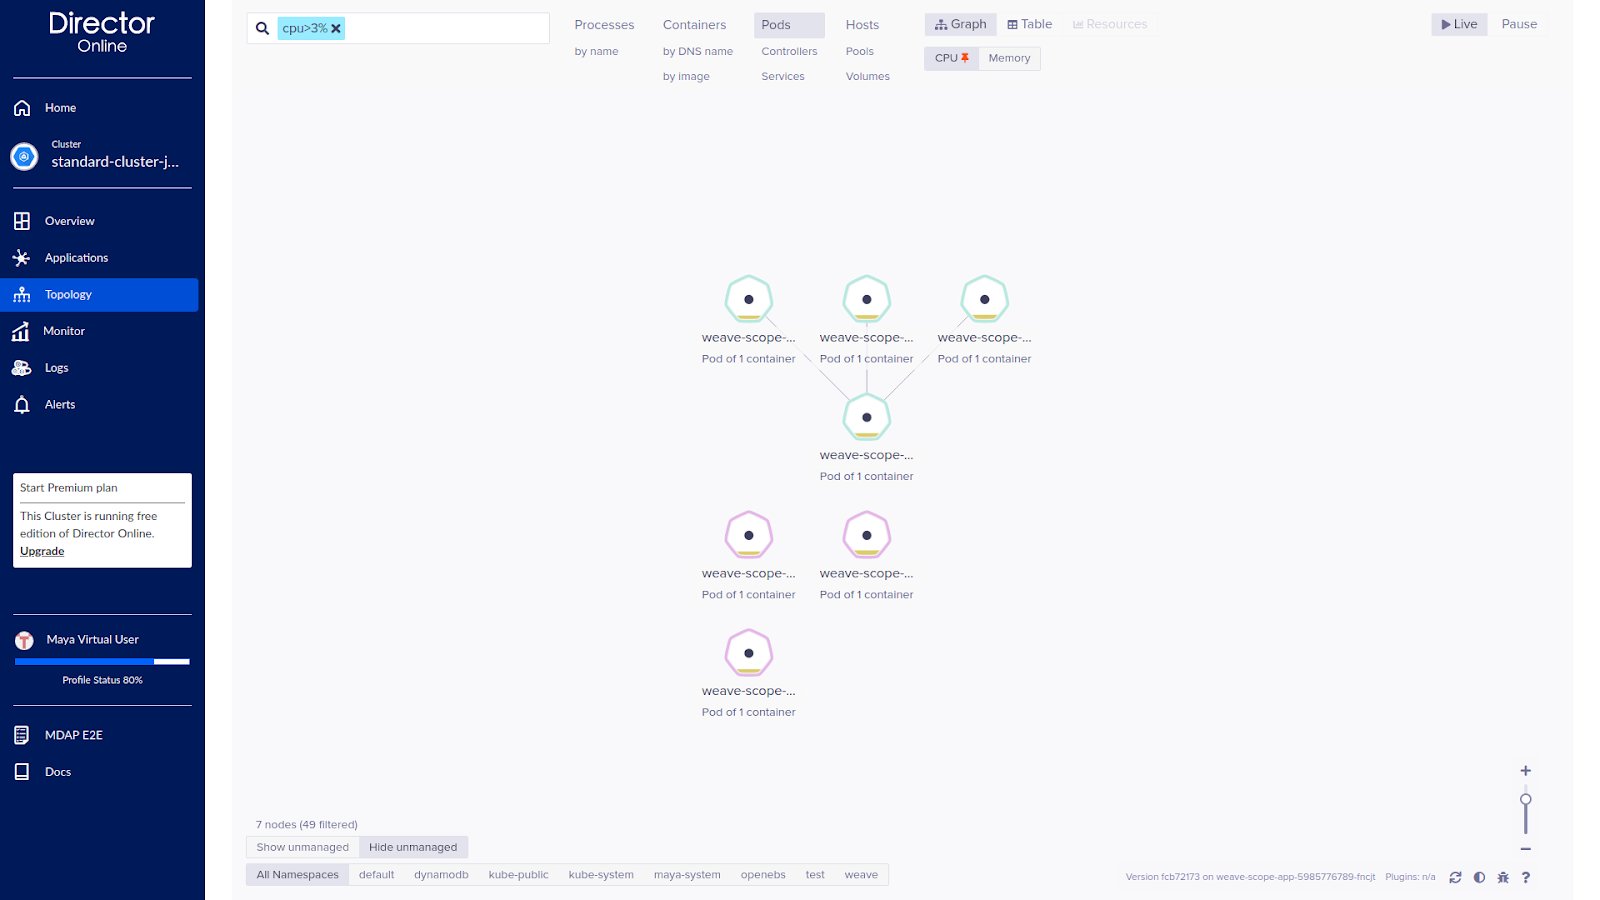 Director
Online
Home
Cluster
standard-cluster-j...
Overview
Applications
Topology
Monitor
Logs
Alerts
Start Premium plan
This Cluster is running free
edition of Director Online.
Upgrade
Maya Virtual User
Profile Status 80%
MDAP E2E
Docs
cpu>3%
Processes
by name
Containers
by DNS name
by image
Pods
Controllers
Services
Hosts
Pools
Volumes
Graph
Table
Resources
CPU
Memory
Live
Pause
weave-scope-...
Pod of 1 container
weave-scope-...
Pod of 1 container
weave-scope-...
Pod of 1 container
weave-scope-...
Pod of 1 container
weave-scope-...
Pod of 1 container
weave-scope-...
Pod of 1 container
weave-scope-...
Pod of 1 container
7 nodes (49 filtered)
Show unmanaged
Hide unmanaged
All Namespaces
default
dynamodb
kube-public
kube-system
maya-system
openebs
test
weave
Version fcb72173 on weave-scope-app-5985776789-fncjt
Plugins: n/a
?